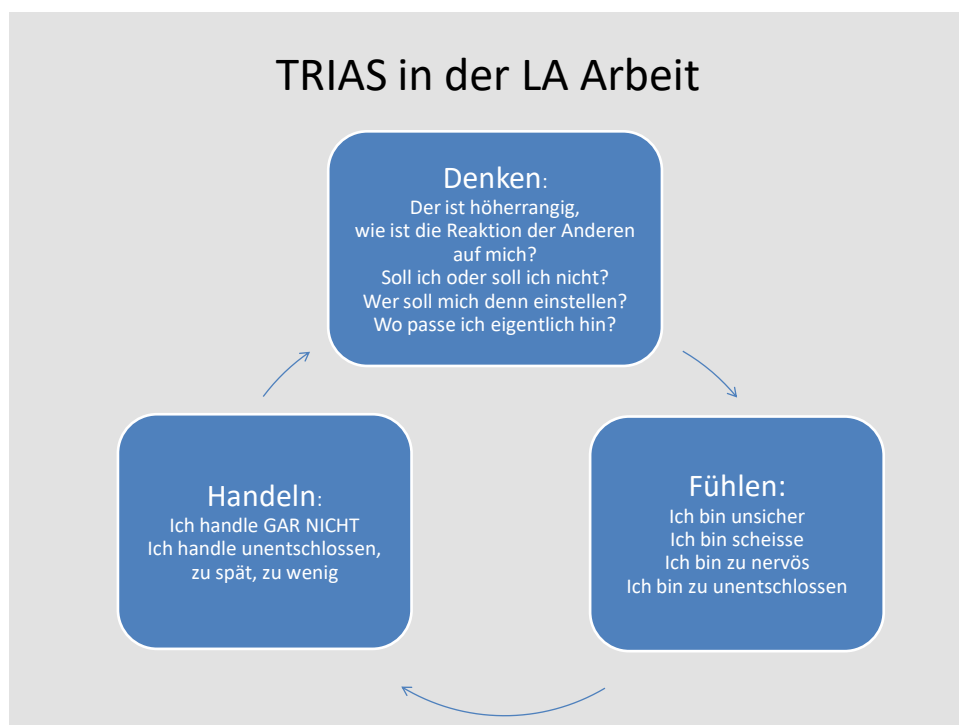 TRIAS in der LA Arbeit
Denken:
Der ist höherrangig,
wie ist die Reaktion der Anderen
auf mich?
Soll ich oder soll ich nicht?
Wer soll mich denn einstellen?
Wo passe ich eigentlich hin?
Handeln:
Ich handle GAR NICHT
Ich handle unentschlossen,
zu spät, zu wenig
Fühlen:
Ich bin unsicher
Ich bin scheisse
Ich bin zu nervös
Ich bin zu unentschlossen